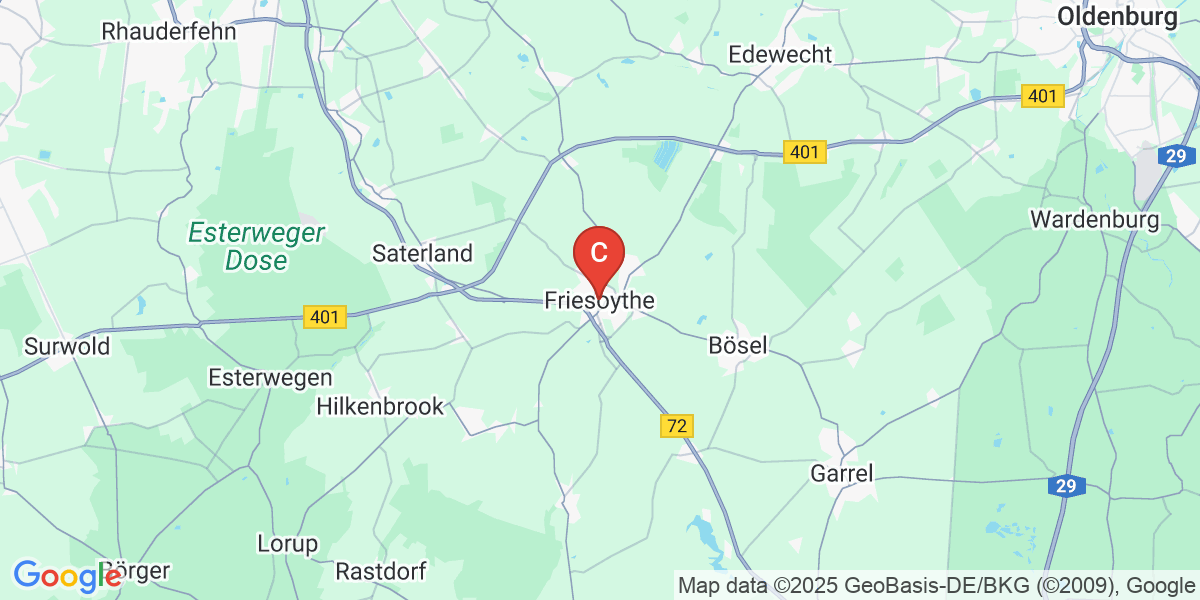 Oldenburg
Rhauderfehn
Edewecht
401
401
29
Wardenburg
Esterweger
Dose
Saterland
C
Friesoythe
401
Surwold
Bösel
Esterwegen
Hilkenbrook
72
Garrel
29
Lorup
Rastdorf
Börger
Google
Map data ©2025 GeoBasis-DE/BKG (©2009), Google